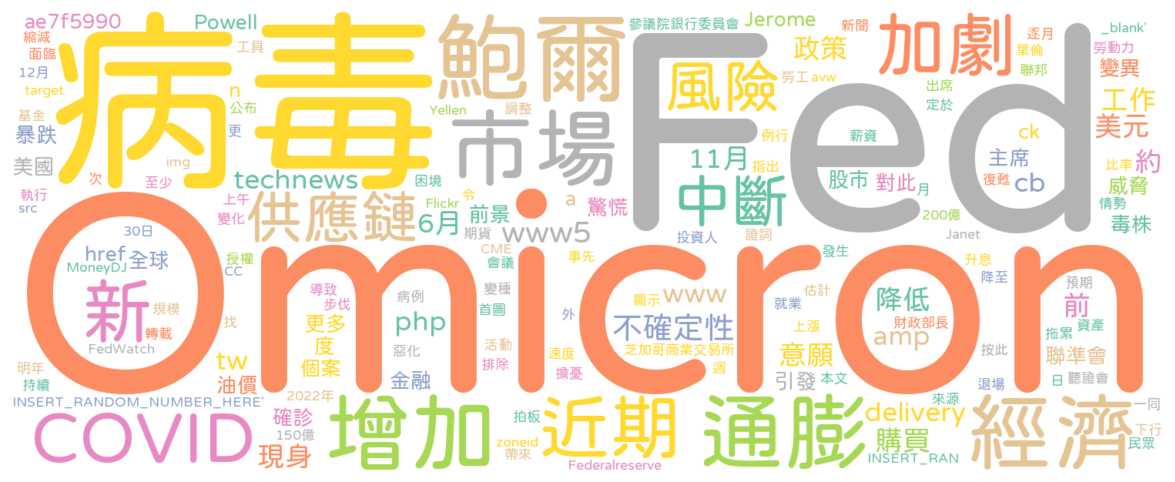 ae7f5990
Powell
縮減
面臨
工具
12月
target
n
基金
公布
暴跌
更
美國
img
次
至少
執行
src
technews
病毒
鮑爾
市場
Yellen
調整
困境
Flickr
令
供應鏈
6月
前景
a
驚慌
www5
上午
變化
期貨
Fed
參議院銀行委員會
Jerome
新聞
逐月
_blank'
葉倫
勞動力
聯邦
變異
政策
加劇
風險
勞工
avw
出席
定於
工作
ck
美元
例行
薪資
11月
指出
主席
比率
約
復甦
cb
威脅
股市
對此
月
中斷
情勢
200億
毒株
Janet
投資人
證詞
Omicron
30日
href
全球
MoneyDJ
授權
CC
新
規模
找
轉載
FedWatch
明年
持續
tw
油價
INSERT_RANDOM_NUMBER_HERE'
CME
會議
事先
導致
步伐
病例
變種
首圖
更多
php
度
個案
惡化
活動
排除
金融
2022年
外
速度
擴憂
顯示
www
不確定性
芝加哥商業交易所
週
發生
估計
就業
上漲
意願
引發
本文
升息
降至
預期
降低
前
財政部長
amp
拖累
資產
聯準會
按此
日
聽證會
退場
COVID
確診
150億
現身
增加
拍板
zoneid
帶來
近期
Federalreserve
通膨
來源
delivery
購買
INSERT_RAN
經濟
一同
下行
民眾